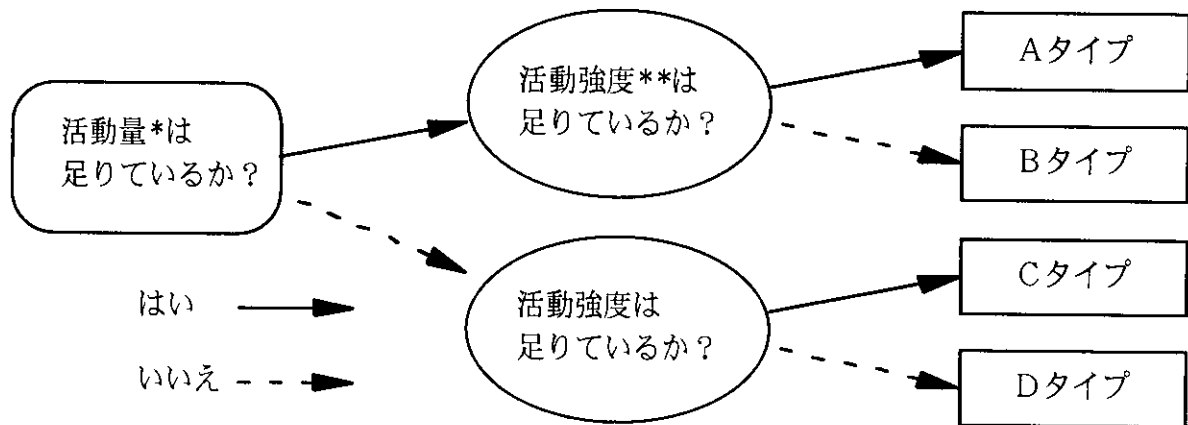 活動量*は
足りているか？
活動強度**は
足りているか？
Aタイプ
Bタイプ
活動強度は
足りているか？
Cタイプ
Dタイプ
はい
いいえ